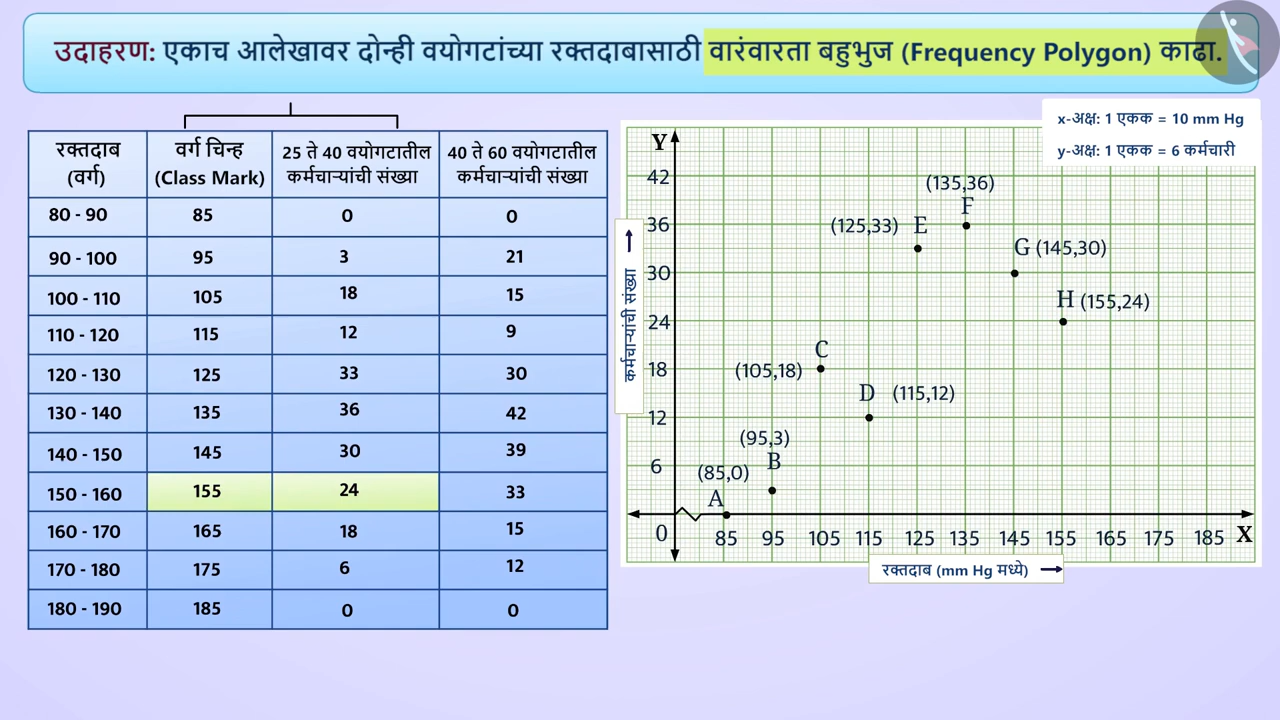 उदाहरण: एकाच आलेखावर दोन्ही वयोगटांच्या रक्तदाबासाठी वारंवारता बहुभुज (Frequency Polygon) काढा.
रक्तदाब (वर्ग) वर्ग चिन्ह (Class Mark) 25 ते 40 वयोगटातील कर्मचाऱ्यांची संख्या 40 ते 60 वयोगटातील कर्मचाऱ्यांची संख्या
80 - 90 85 0 0
90 - 100 95 3 21
100 - 110 105 18 15
110 - 120 115 12 9
120 - 130 125 33 30
130 - 140 135 36 42
140 - 150 145 30 39
150 - 160 155 24 33
160 - 170 165 18 15
170 - 180 175 6 12
180 - 190 185 0 0
x-अक्ष: 1 एकक = 10 mm Hg
y-अक्ष: 1 एकक = 6 कर्मचारी
Y
42
36
30
24
18
12
6
0
कर्मचाऱ्यांची संख्या
(135,36)
F
(125,33) E
G (145,30)
H (155,24)
C
(105,18)
D (115,12)
(95,3)
B
(85,0)
A
85 95 105 115 125 135 145 155 165 175 185 X
रक्तदाब (mm Hg मध्ये)